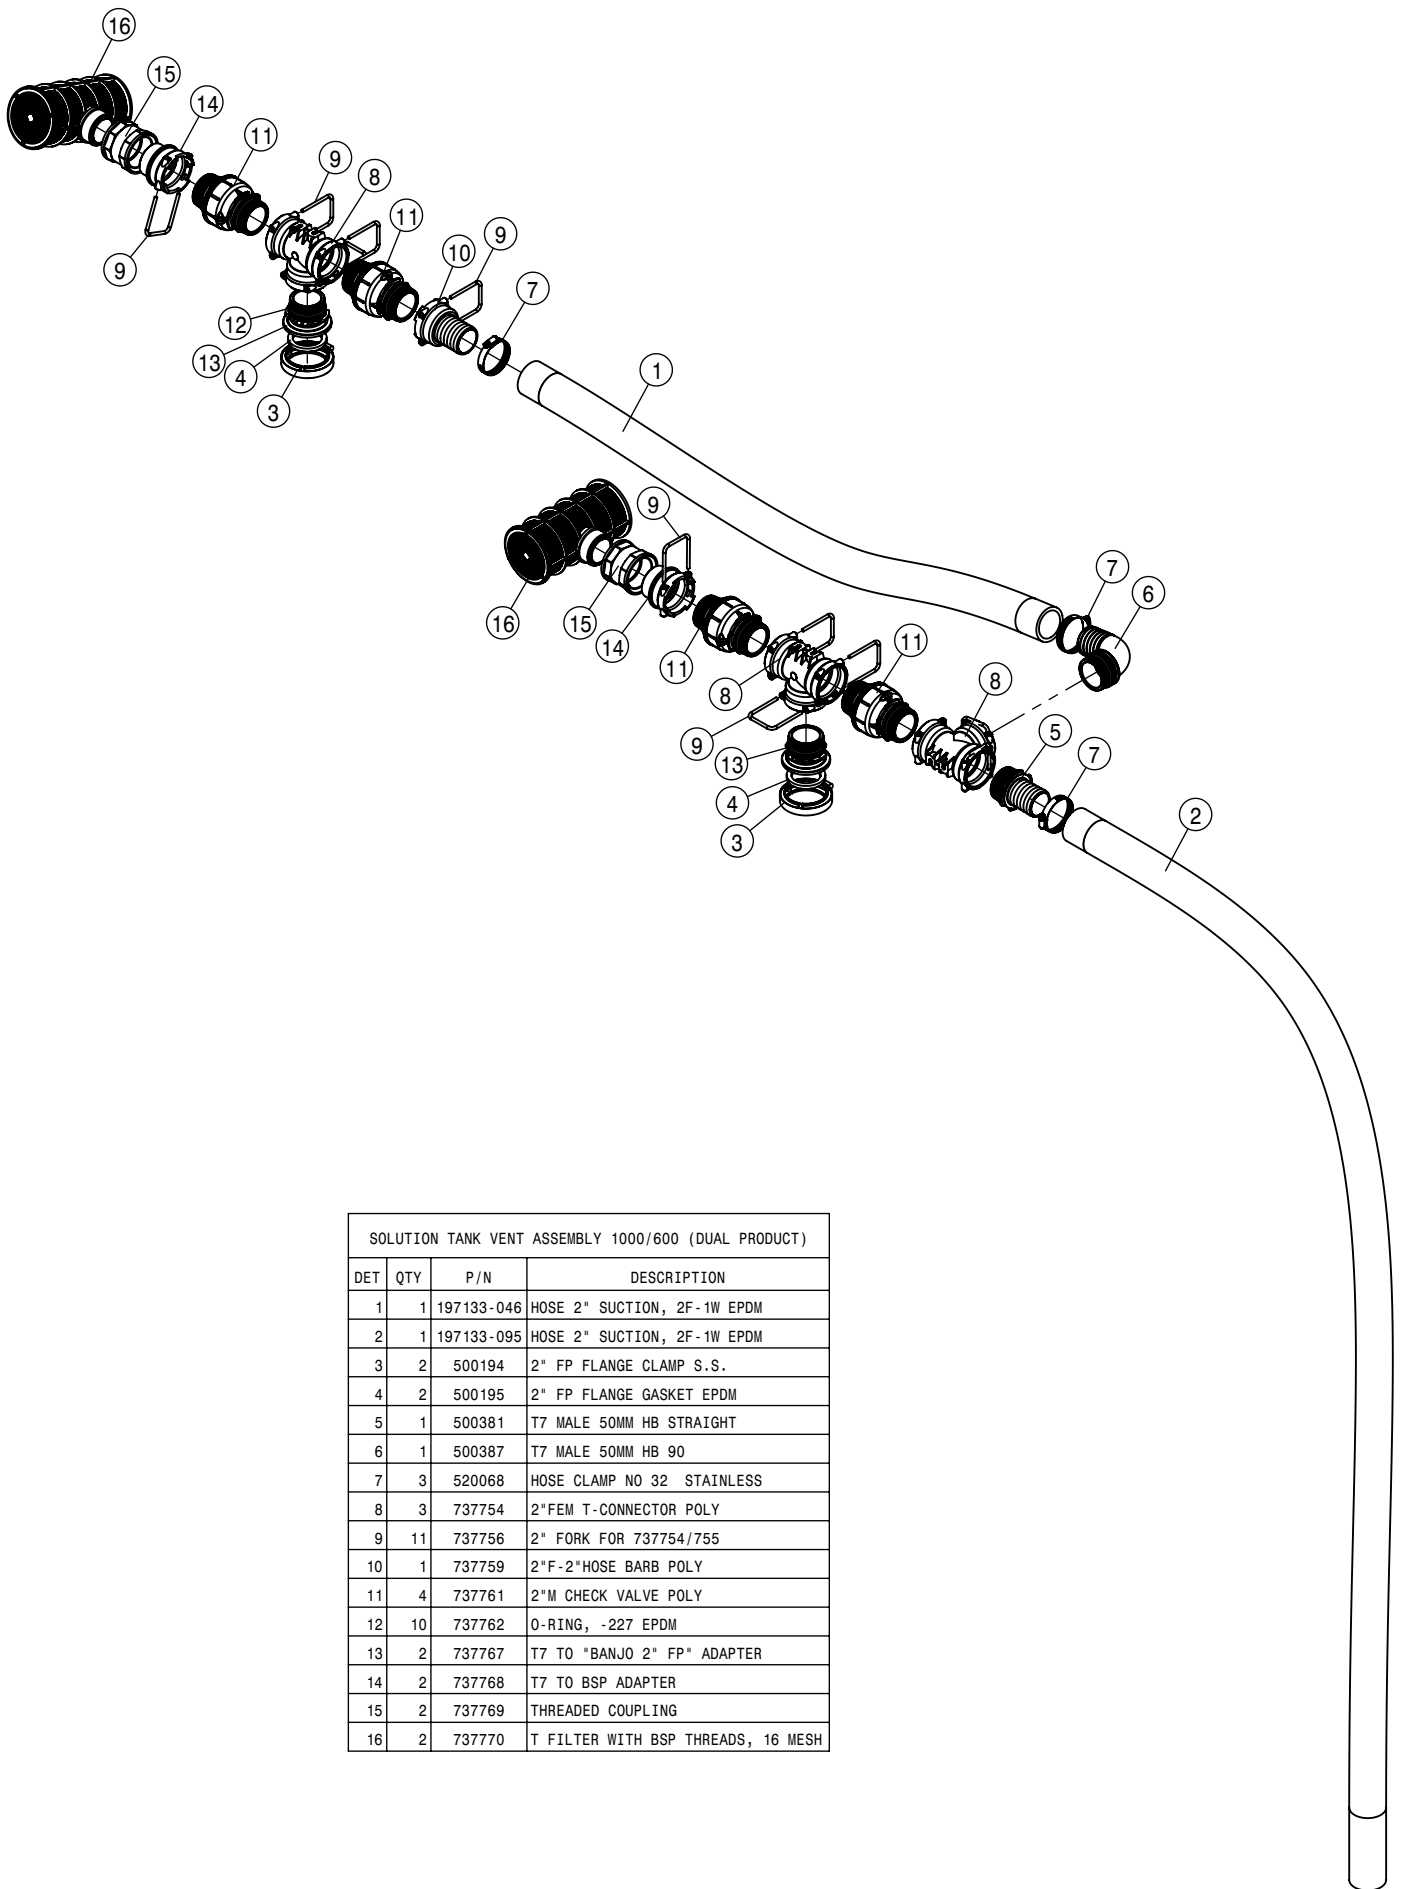 16
15
14
11
9
8
11
10
9
7
9
12
13
4
3
1
9
7
6
16
15
14
11
8
9
11
8
13
4
3
5
7
2
SOLUTION TANK VENT ASSEMBLY 1000/600 (DUAL PRODUCT)
DET QTY P/N DESCRIPTION
1 1 197133-046 HOSE 2" SUCTION, 2F-1W EPDM
2 1 197133-095 HOSE 2" SUCTION, 2F-1W EPDM
3 2 500194 2" FP FLANGE CLAMP S.S.
4 2 500195 2" FP FLANGE GASKET EPDM
5 1 500381 T7 MALE 50MM HB STRAIGHT
6 1 500387 T7 MALE 50MM HB 90
7 3 520068 HOSE CLAMP NO 32 STAINLESS
8 3 737754 2"FEM T-CONNECTOR POLY
9 11 737756 2" FORK FOR 737754/755
10 1 737759 2"F-2"HOSE BARB POLY
11 4 737761 2"M CHECK VALVE POLY
12 10 737762 O-RING, -227 EPDM
13 2 737767 T7 TO "BANJO 2" FP" ADAPTER
14 2 737768 T7 TO BSP ADAPTER
15 2 737769 THREADED COUPLING
16 2 737770 T FILTER WITH BSP THREADS, 16 MESH